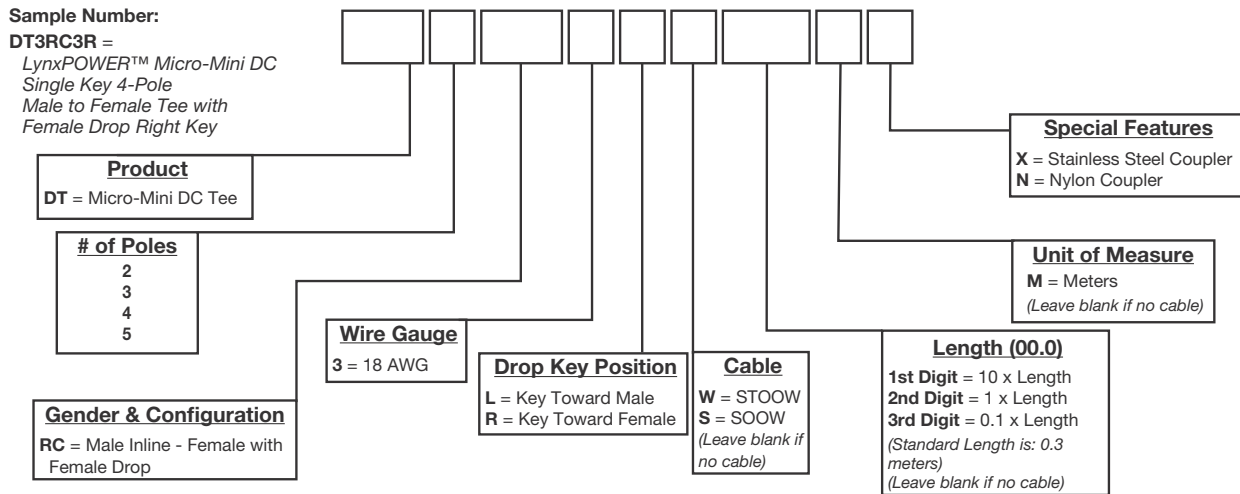 Sample Number:
DT3RC3R =
LynxPOWER™ Micro-Mini DC
Single Key 4-Pole
Male to Female Tee with
Female Drop Right Key
Product
DT = Micro-Mini DC Tee
# of Poles
2
3
4
5
Gender & Configuration
RC = Male Inline - Female with
Female Drop
Wire Gauge
3 = 18 AWG
Drop Key Position
L = Key Toward Male
R = Key Toward Female
Cable
W = STOOW
S = SOOW
(Leave blank if
no cable)
Length (00.0)
1st Digit = 10 x Length
2nd Digit = 1 x Length
3rd Digit = 0.1 x Length
(Standard Length is: 0.3
meters)
(Leave blank if no cable)
Unit of Measure
M = Meters
(Leave blank if no cable)
Special Features
X = Stainless Steel Coupler
N = Nylon Coupler